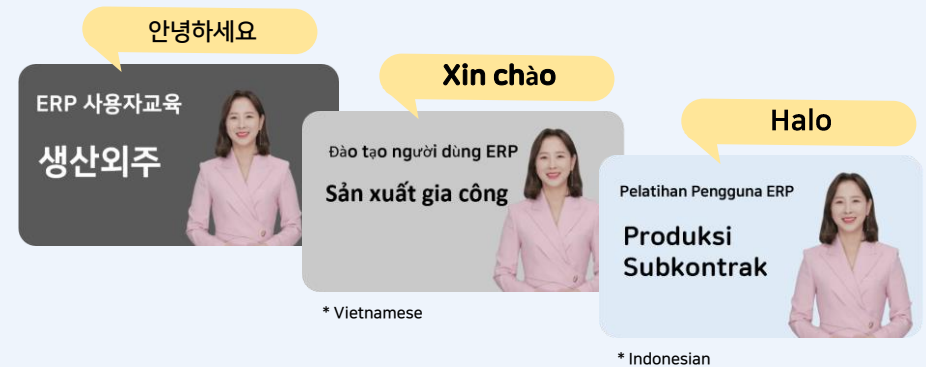 안녕하세요
ERP 사용자교육
생산외주
Xin chào
Đào tạo người dùng ERP
Sản xuất gia công
* Vietnamese
Halo
Pelatihan Pengguna ERP
Produksi
Subkontrak
* Indonesian